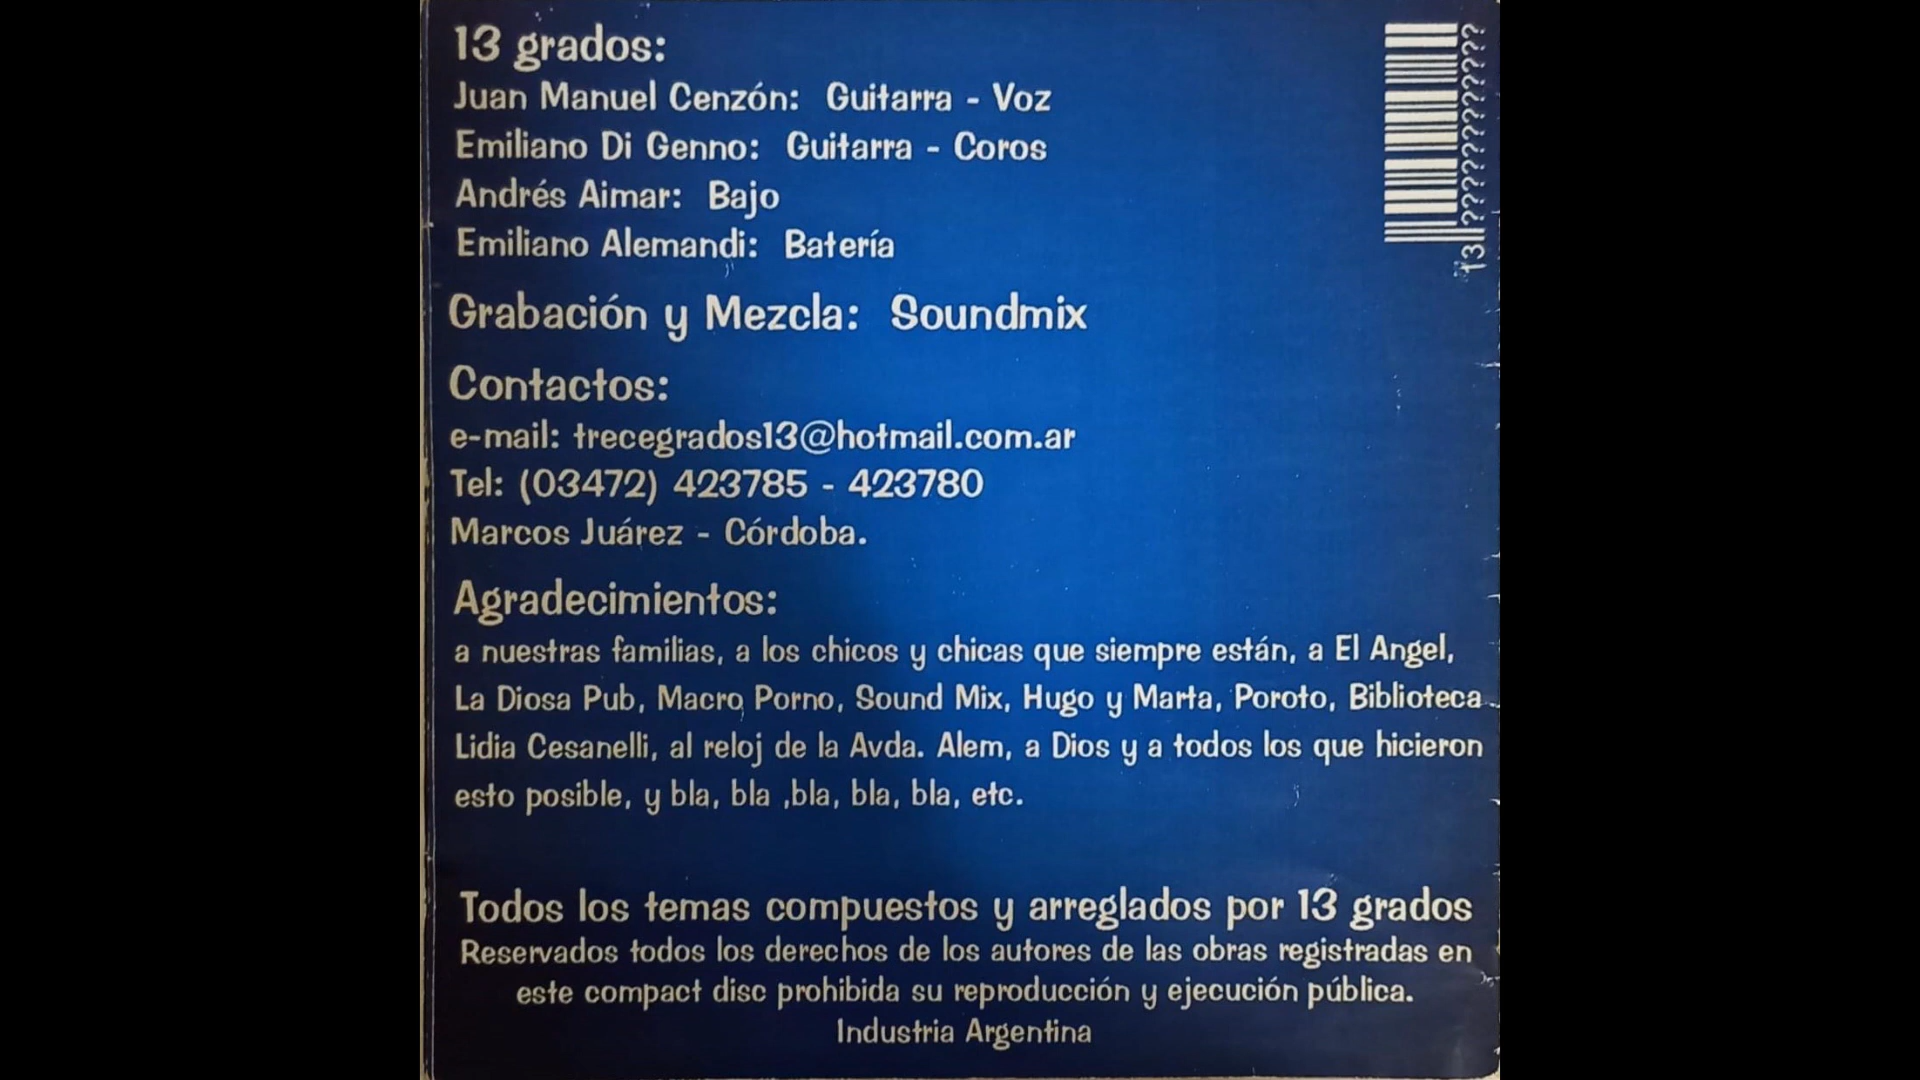 13 grados:
Juan Manuel Cenzón: Guitarra - Voz
Emiliano Di Genno: Guitarra - Coros
Andrés Aimar: Bajo
Emiliano Alemandi: Batería
Grabación y Mezcla: Soundmix
Contactos:
e-mail: trecegrados13@hotmail.com.ar
Tel: (03472) 423785 - 423780
Marcos Juárez - Córdoba.
Agradecimientos:
a nuestras familias, a los chicos y chicas que siempre están, a El Angel,
La Diosa Pub, Macro Porno, Sound Mix, Hugo y Marta, Poroto, Biblioteca
Lidia Cesanelli, al reloj de la Avda. Alem, a Dios y a todos los que hicieron
esto posible, y bla, bla ,bla, bla, bla, etc.
Todos los temas compuestos y arreglados por 13 grados
Reservados todos los derechos de los autores de las obras registradas en
este compact disc prohibida su reproducción y ejecución pública.
Industria Argentina